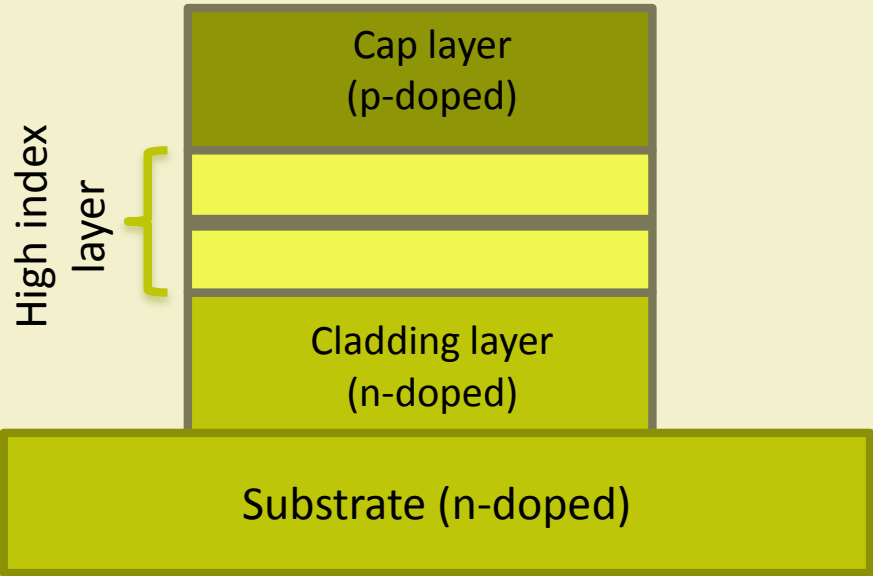 Cap layer
(p-doped)
High index
layer
Cladding layer
(n-doped)
Substrate (n-doped)